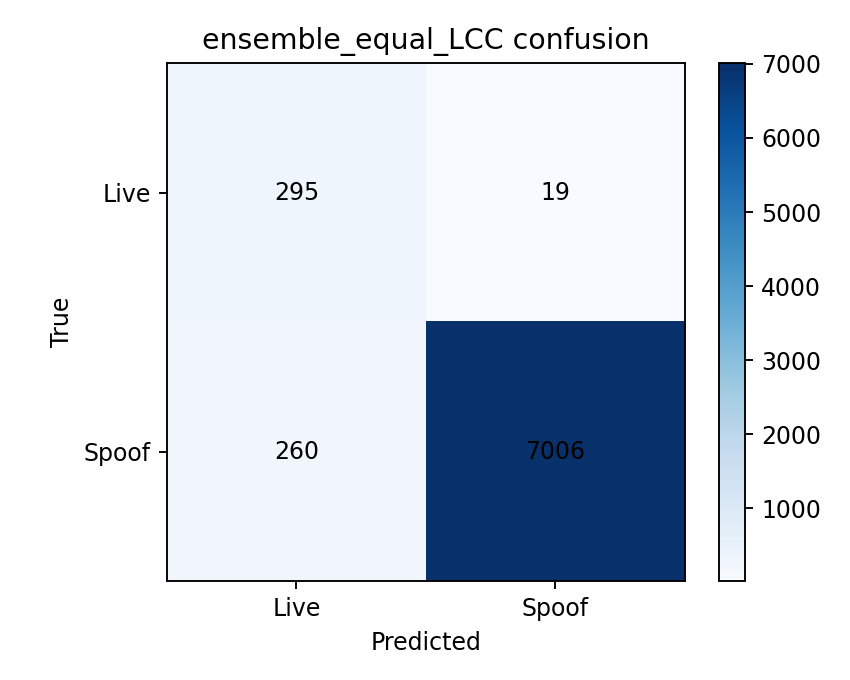 ensemble_equal_LCC confusion
7000
6000
5000
4000
3000
2000
1000
True
Live
295
19
Spoof
260
7006
Live
Spoof
Predicted